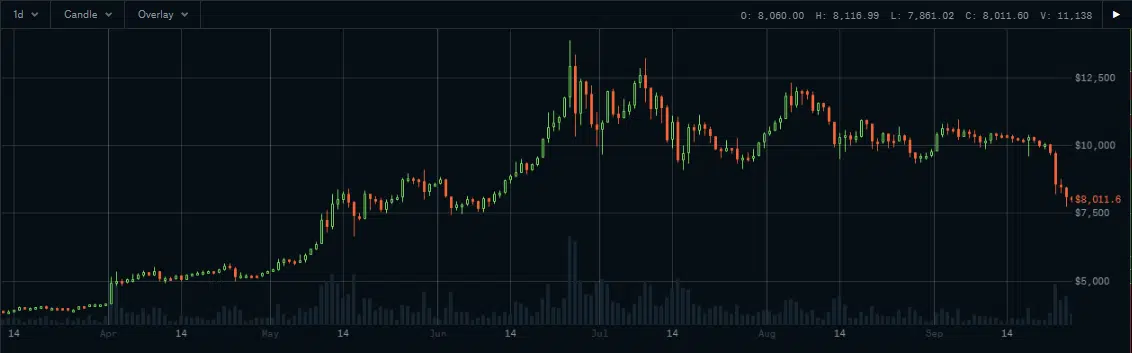 1d Candle Overlay O: 8,060.00 H: 8,116.99 L: 7,861.02 C: 8,011.60 V: 11,138
$12,500
$10,000
$8,011.6
$7,500
$5,000
14 Apr 14 May 14 Jun 14 Jul 14 Aug 14 Sep 14